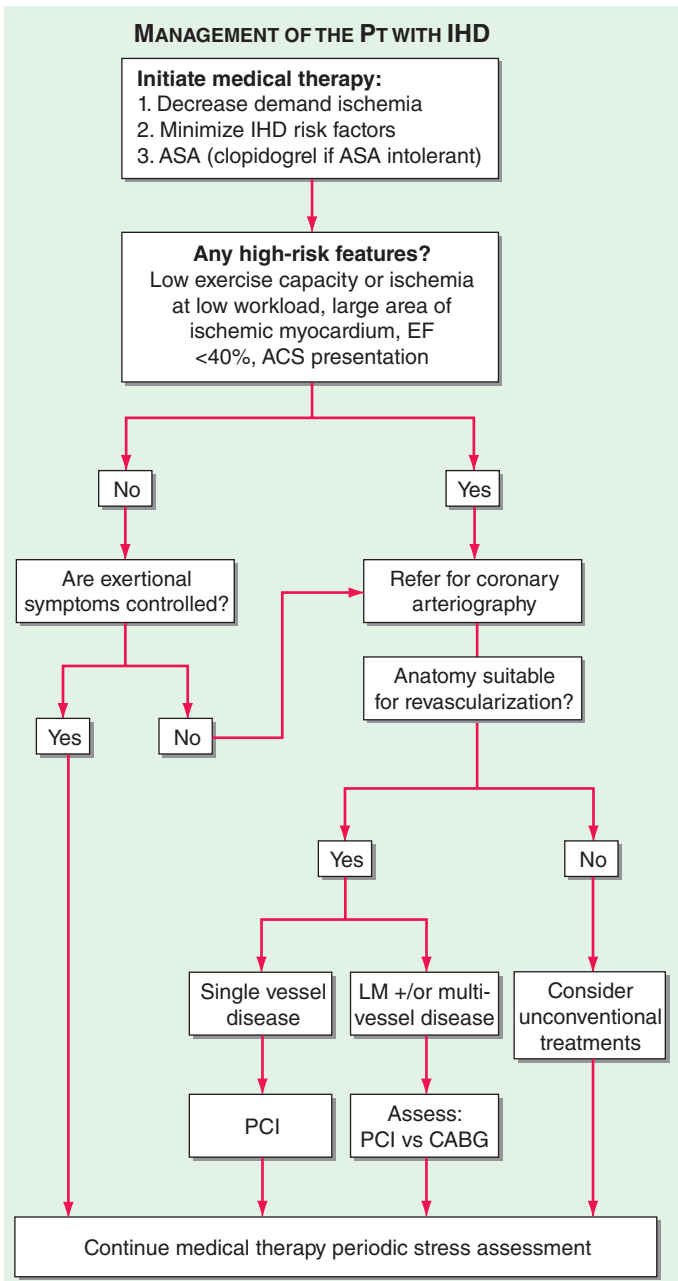 MANAGEMENT OF THE PT WITH IHD
Initiate medical therapy:
1. Decrease demand ischemia
2. Minimize IHD risk factors
3. ASA (clopidogrel if ASA intolerant)
Any high-risk features?
Low exercise capacity or ischemia
at low workload, large area of
ischemic myocardium, EF
<40%, ACS presentation
No
Yes
Are exertional
symptoms controlled?
Refer for coronary
arteriography
Anatomy suitable
for revascularization?
Yes
No
Yes
No
Single vessel
disease
LM +/or multi-
vessel disease
Consider
unconventional
treatments
PCI
Assess:
PCI vs CABG
Continue medical therapy periodic stress assessment